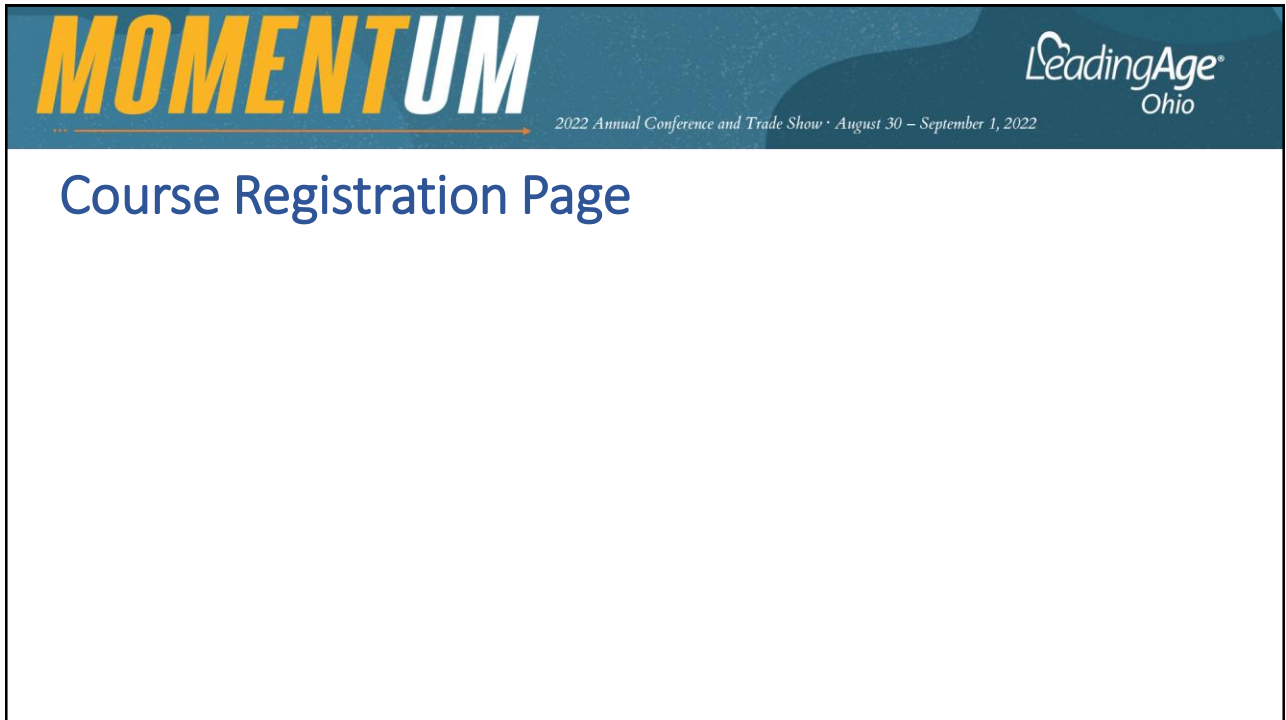 MOMENTUM
LeadingAge®
Ohio
2022 Annual Conference and Trade Show · August 30 – September 1, 2022
Course Registration Page